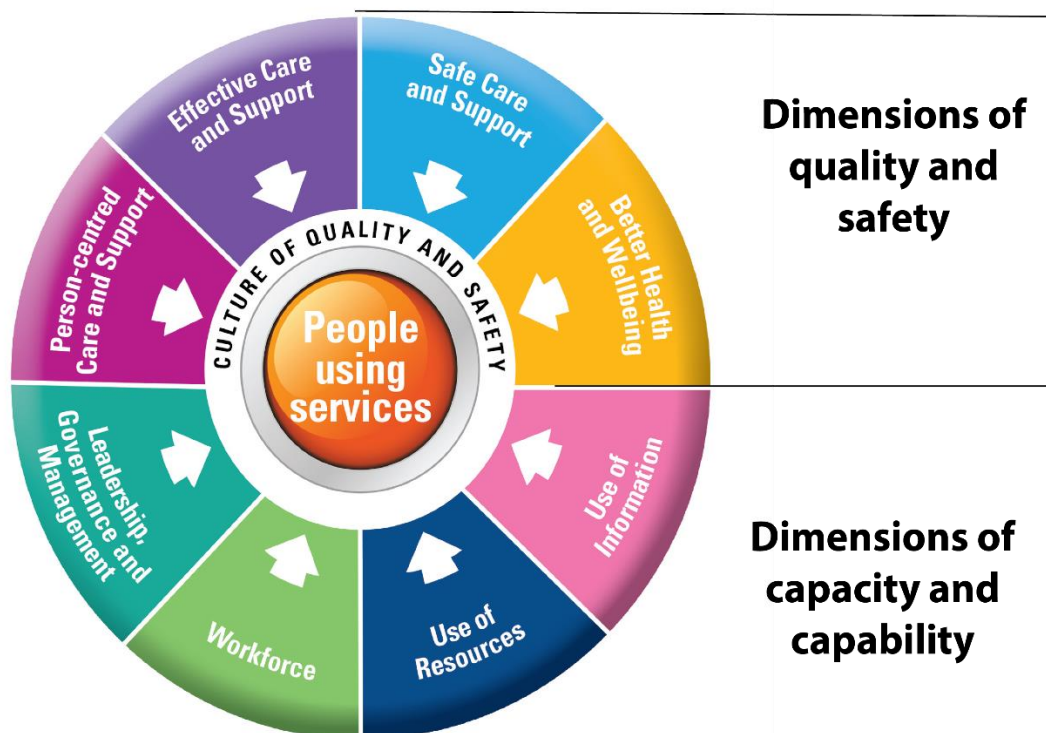 Effective Care
and Support
Safe Care
and Support
Better Health
and Wellbeing
Use of
Information
Use of
Resources
Workforce
Leadership,
Governance and
Management
Person-centred
Care and Support
CULTURE OF QUALITY AND SAFETY
People
using
services
Dimensions of
quality and
safety
Dimensions of
capacity and
capability